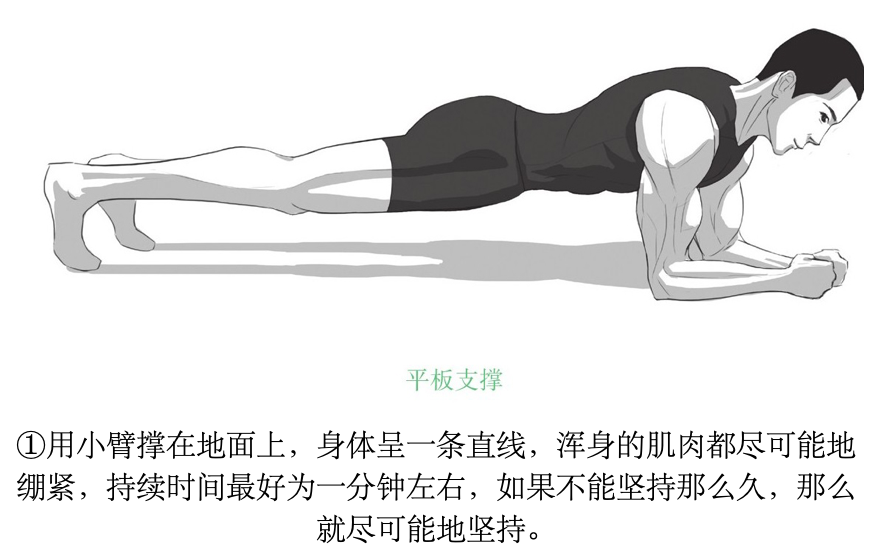 平板支撑
①用小臂撑在地面上，身体呈一条直线，浑身的肌肉都尽可能地
绷紧，持续时间最好为一分钟左右，如果不能坚持那么久，那么
就尽可能地坚持。